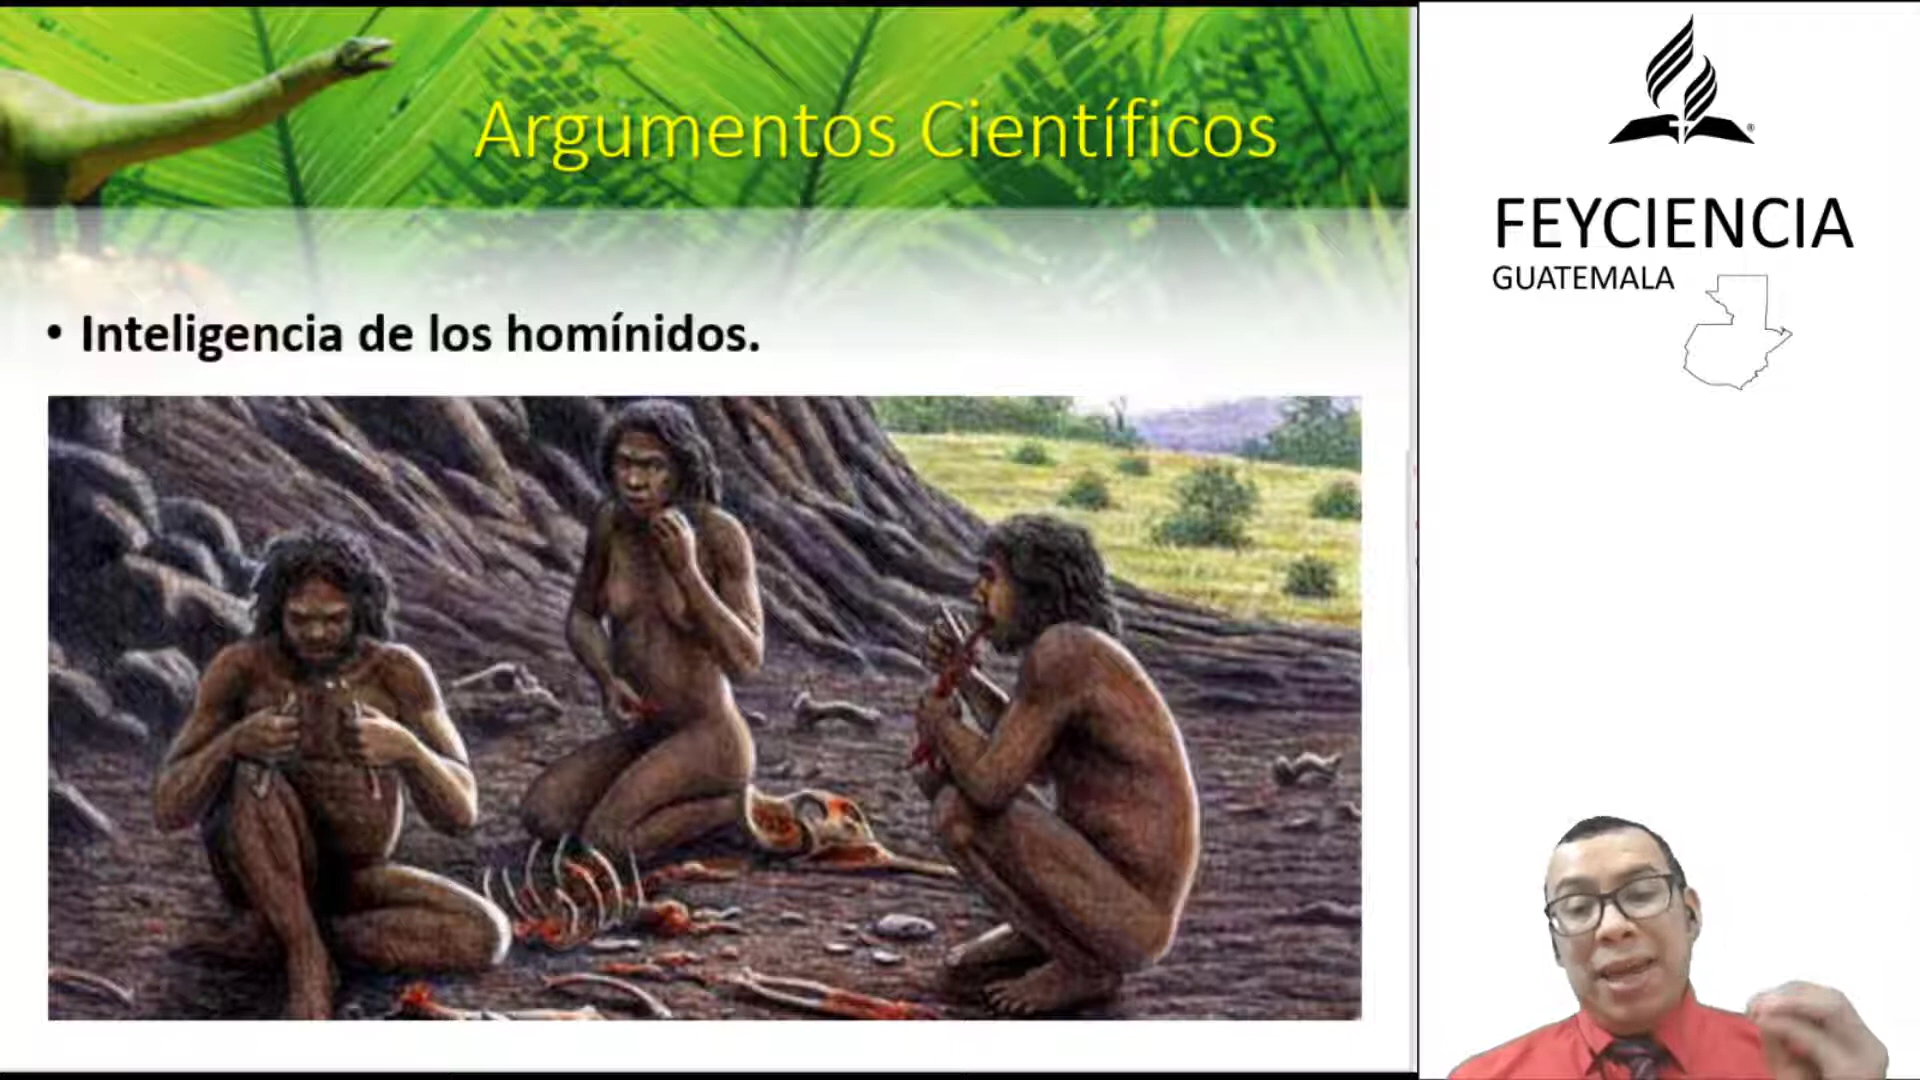 Argumentos Científicos
• Inteligencia de los homínidos.
®
FEYCIENCIA
GUATEMALA